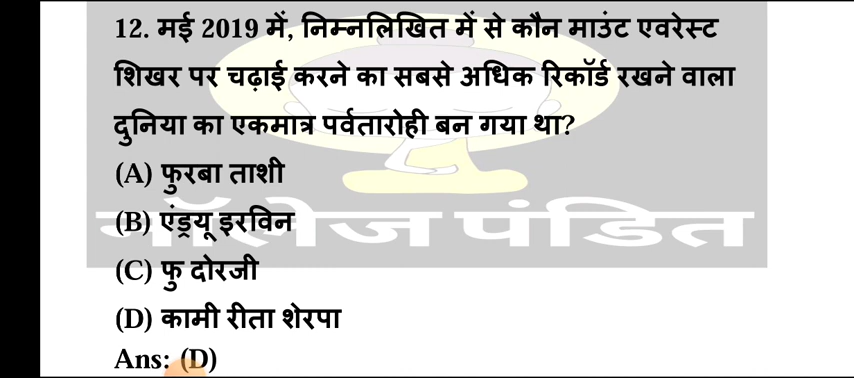 12. मई 2019 में, निम्नलिखित में से कौन माउंट एवरेस्ट
शिखर पर चढ़ाई करने का सबसे अधिक रिकॉर्ड रखने वाला
दुनिया का एकमात्र पर्वतारोही बन गया था?
(A) फुरबा ताशी
(B) एंड्रयू इरविन
(C) फु दोरजी
(D) कामी रीता शेरपा
Ans: (D)
नॉलेज पंडित